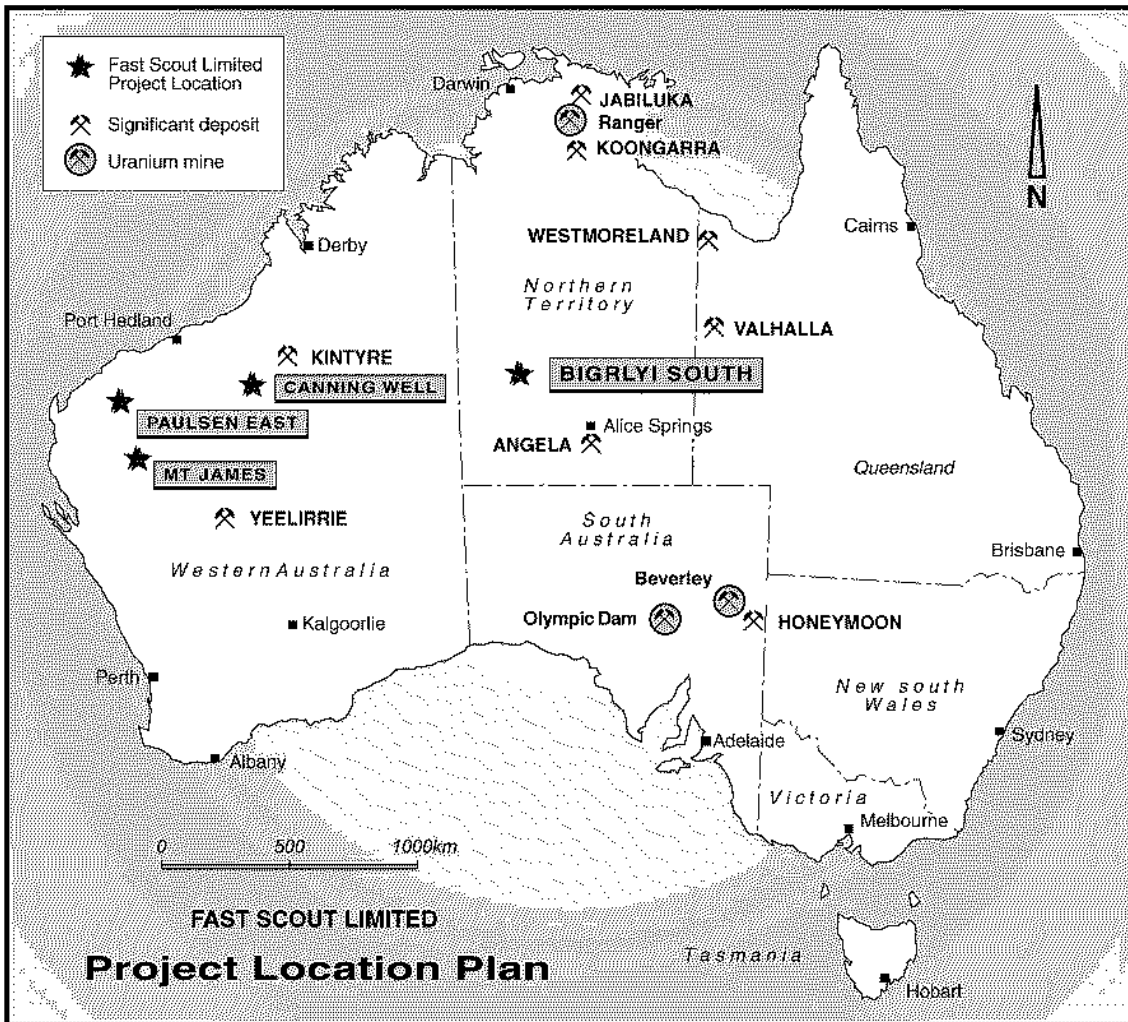 Fast Scout Limited
Project Location
Significant deposit
Uranium mine
Darwin
JABILUKA
Ranger
KOONGARRA
N
Cairns
WESTMORELAND
Derby
Northern
Territory
Port Hedland
VALHALLA
KINTYRE
BIGRLYI SOUTH
CANNING WELL
PAULSEN EAST
Alice Springs
ANGELA
MT JAMES
Queensland
YEELIRRIE
South
Australia
Brisbane
Western Australia
Beverley
Olympic Dam
HONEYMOON
Kalgoorlie
Perth
New south
Wales
Sydney
Adelaide
Albany
Victoria
Melbourne
0 500 1000km
FAST SCOUT LIMITED
Project Location Plan
Tasmania
Hobart